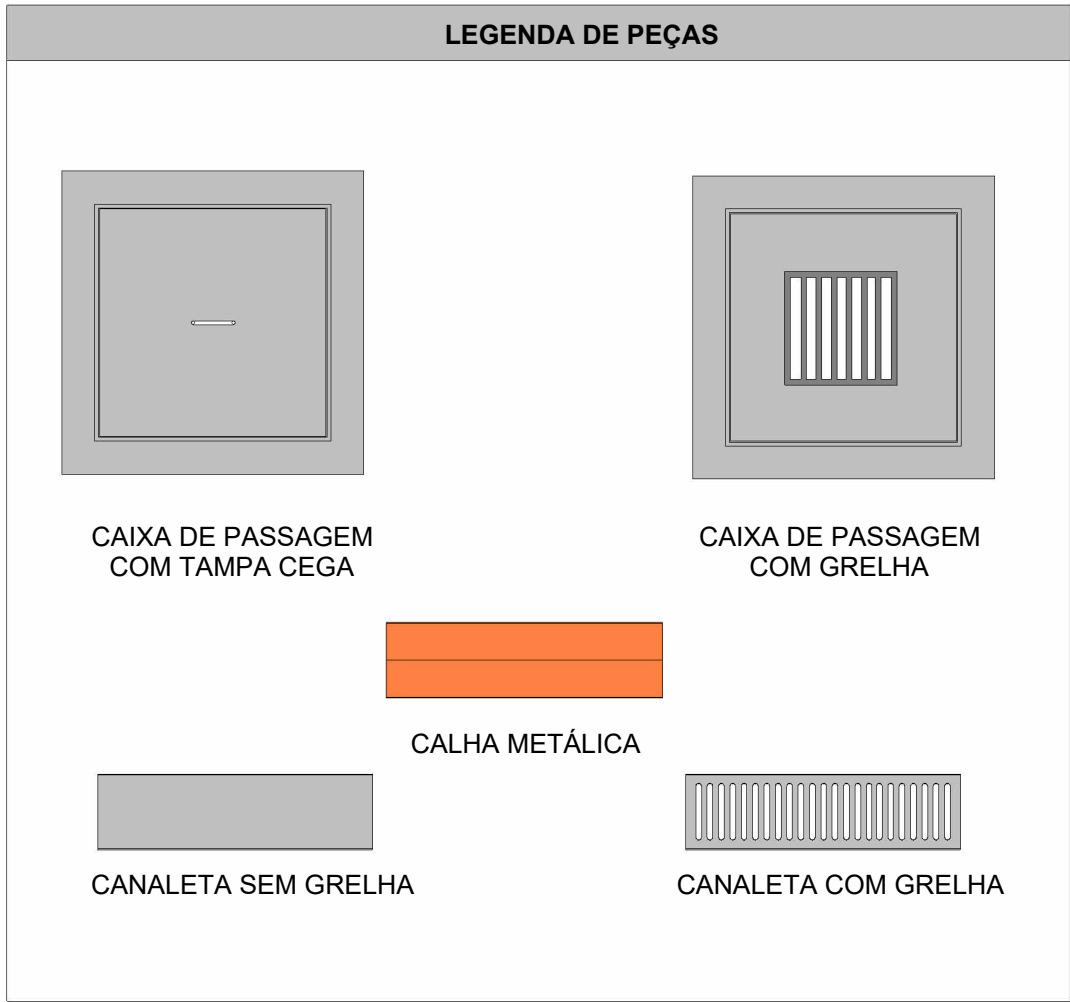 LEGENDA DE PEÇAS
CAIXA DE PASSAGEM
COM TAMPA CEGA
CAIXA DE PASSAGEM
COM GRELHA
CALHA METÁLICA
CANALETA SEM GRELHA
CANALETA COM GRELHA